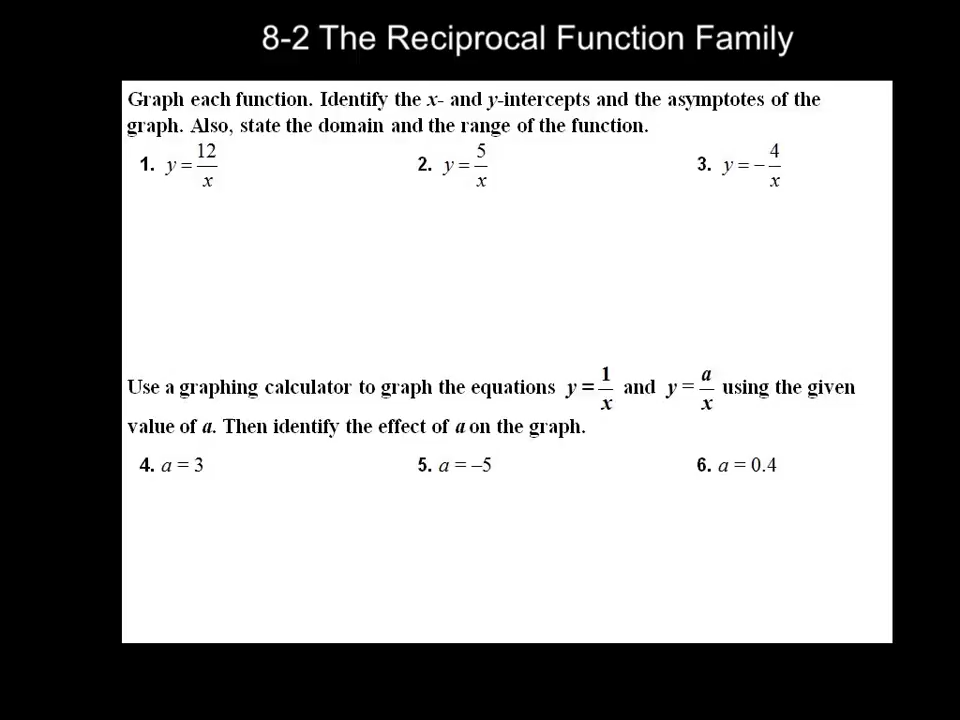 8-2 The Reciprocal Function Family
Graph each function. Identify the x- and y-intercepts and the asymptotes of the
graph. Also, state the domain and the range of the function.
1. y = 12/x 2. y = 5/x 3. y = – 4/x
Use a graphing calculator to graph the equations y = 1/x and y = a/x using the given
value of a. Then identify the effect of a on the graph.
4. a = 3 5. a = –5 6. a = 0.4